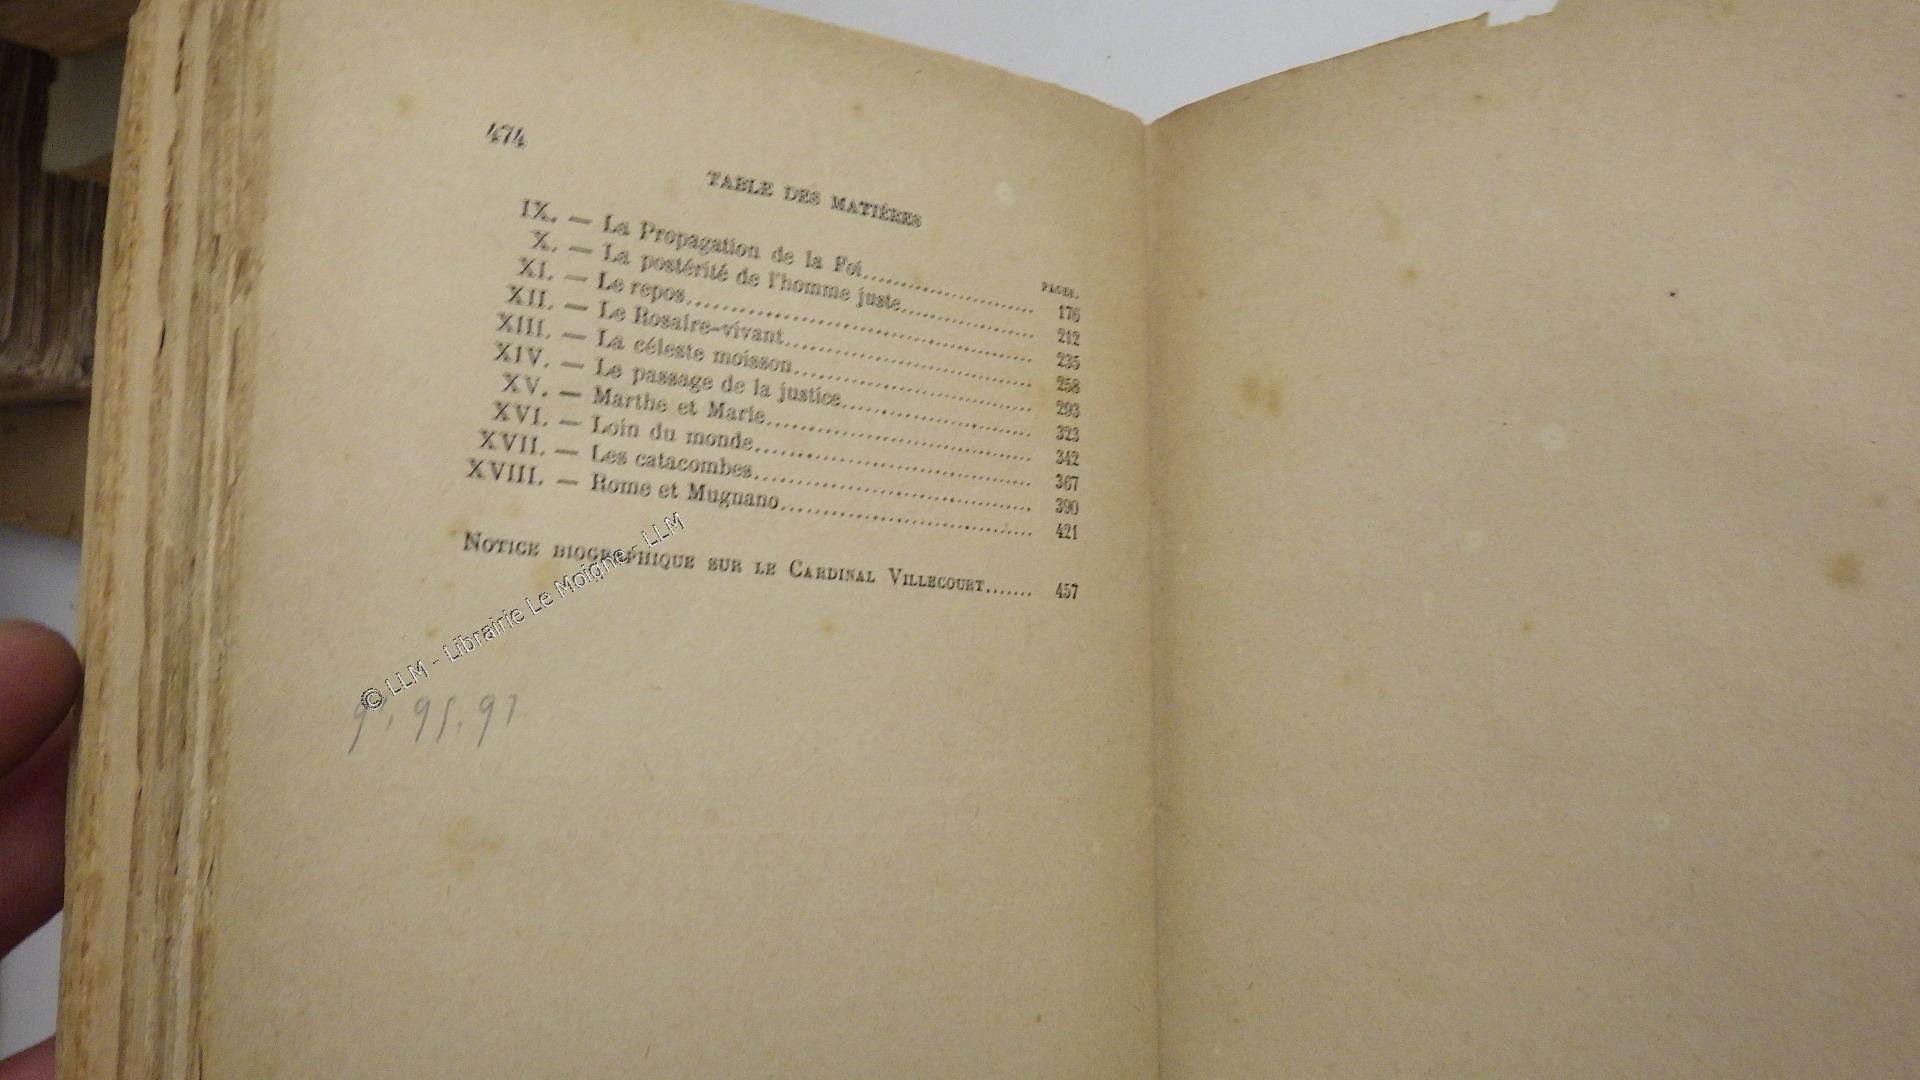 474
TABLE DES MATIÈRES
PAGES.
IX. — La Propagation de la Foi.................... 176
X. — La postérité de l'homme juste................ 212
XI. — Le repos.................................... 235
XII. — Le Rosaire-vivant.......................... 258
XIII. — La céleste moisson........................ 293
XIV. — Le passage de la justice................... 323
XV. — Marthe et Marie............................. 342
XVI. — Loin du monde.............................. 367
XVII. — Les catacombes............................ 390
XVIII. — Rome et Mugnano.......................... 421
NOTICE BIOGRAPHIQUE SUR LE CARDINAL VILLECOURT....... 457
© LLM - Librairie Le Moigne - LLM